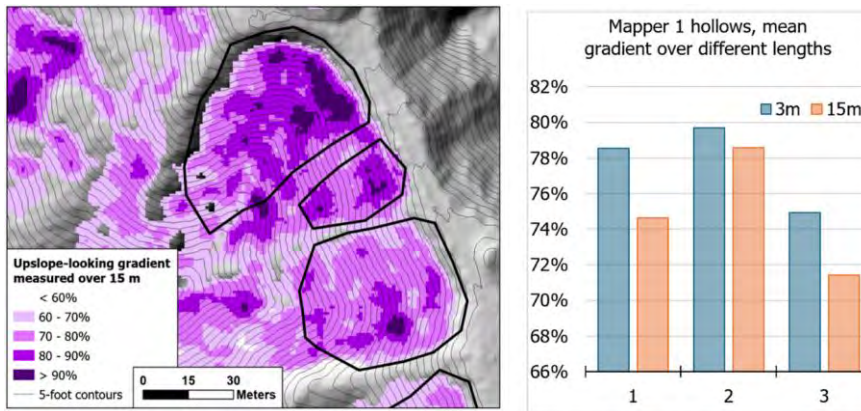 Upslope-looking gradient
measured over 15 m
< 60%
60 - 70%
70 - 80%
80 - 90%
> 90%
5-foot contours
0 15 30
Meters
Mapper 1 hollows, mean
gradient over different lengths
3m 15m
82%
80%
78%
76%
74%
72%
70%
68%
66%
1 2 3